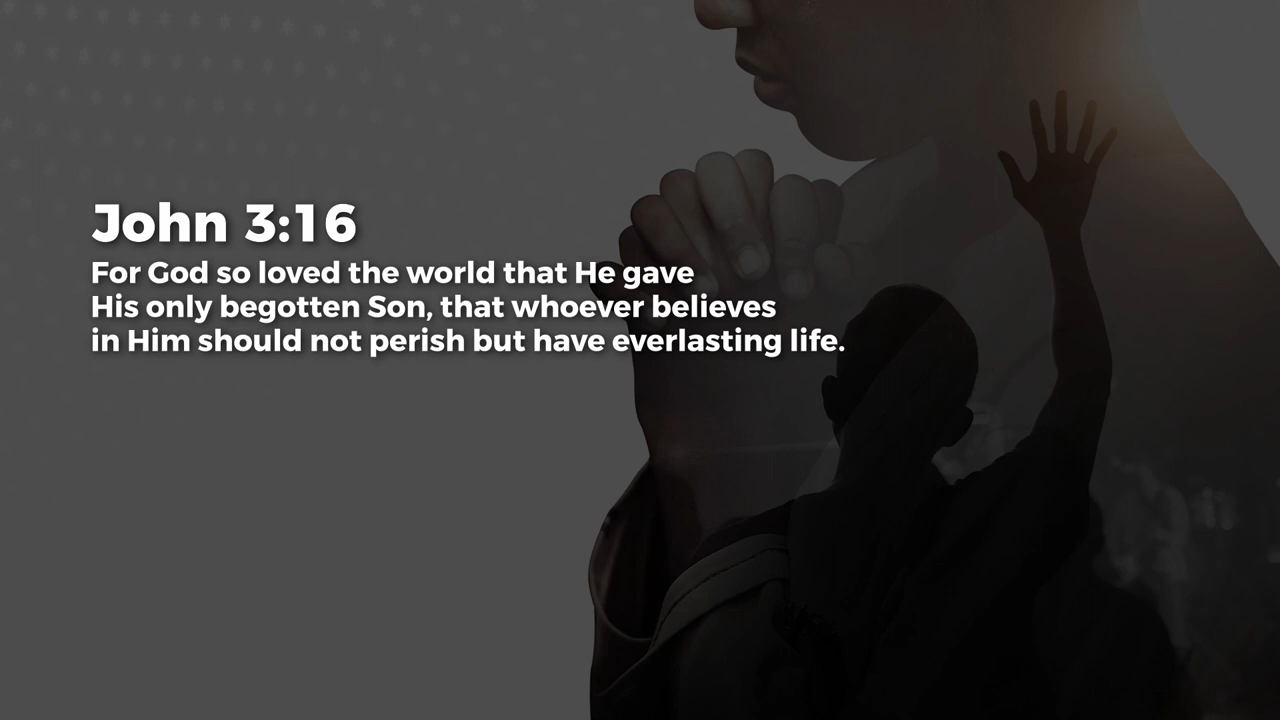 John 3:16
For God so loved the world that He gave
His only begotten Son, that whoever believes
in Him should not perish but have everlasting life.